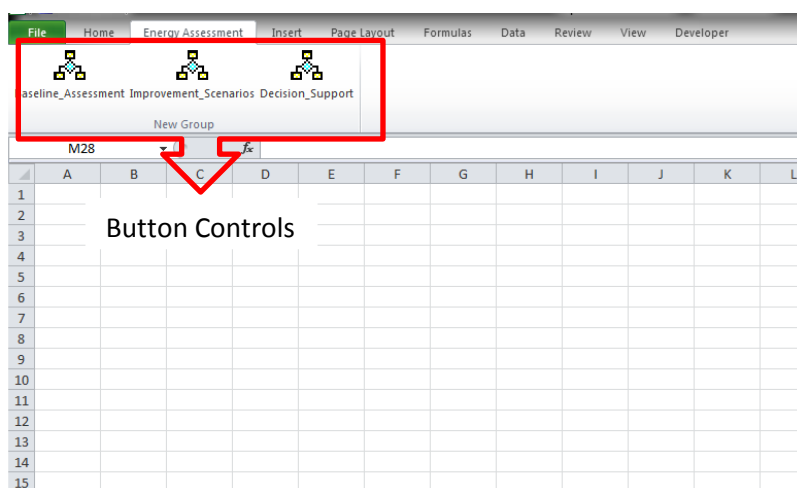 File Home Energy Assessment Insert Page Layout Formulas Data Review View Developer
Baseline_Assessment Improvement_Scenarios Decision_Support
New Group
M28 fx
A B C D E F G H I J K L
1
2
Button Controls
3
4
5
6
7
8
9
10
11
12
13
14
15